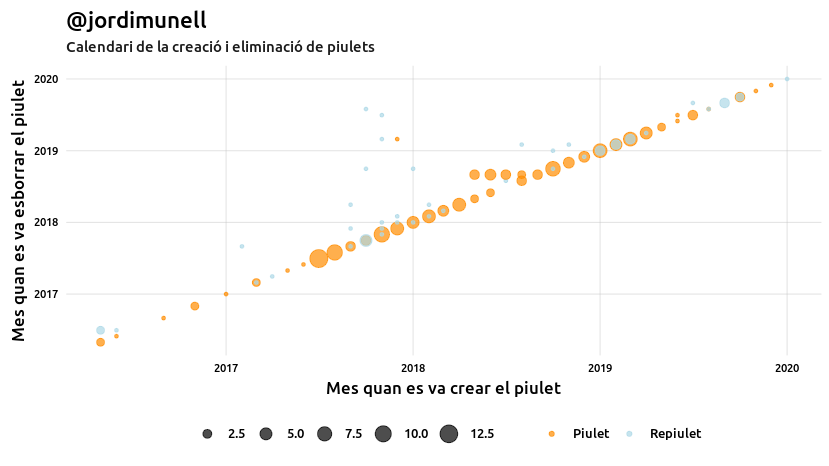 @jordimunell
Calendari de la creació i eliminació de piulets
Mes quan es va esborrar el piulet
2020
2019
2018
2017
2017 2018 2019 2020
Mes quan es va crear el piulet
2.5 5.0 7.5 10.0 12.5 Piulet Repiulet